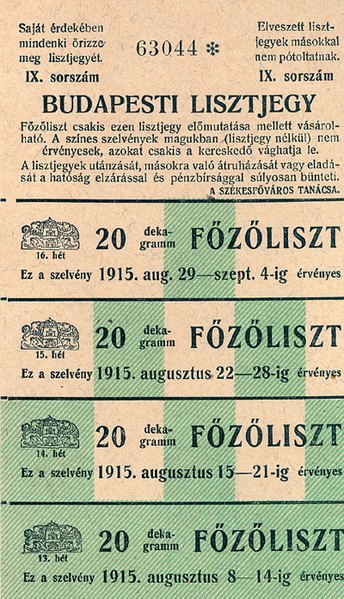 Saját érdekében
mindenki őrizze
meg lisztjegyét.
IX. sorszám
63044 *
Elveszett liszt-
jegyek másokkal
nem pótoltatnak.
IX. sorszám
BUDAPESTI LISZTJEGY
Főzőliszt csakis ezen lisztjegy előmutatása mellett vásárol-
ható. A színes szelvények magukban (lisztjegy nélkül) nem
érvényesek, azokat csakis a kereskedő vághatja le.
A lisztjegyek utánzását, másokra való átruházását vagy eladá-
sát a hatóság elzárással és pénzbírsággal súlyosan bünteti.
A SZÉKESFŐVÁROS TANÁCSA.
16. hét
20 deka-
gramm FŐZŐLISZT
Ez a szelvény 1915. aug. 29—szept. 4-ig érvényes
15. hét
20 deka-
gramm FŐZŐLISZT
Ez a szelvény 1915. augusztus 22—28-ig érvényes
14. hét
20 deka-
gramm FŐZŐLISZT
Ez a szelvény 1915. augusztus 15—21-ig érvényes
13. hét
20 deka-
gramm FŐZŐLISZT
Ez a szelvény 1915. augusztus 8—14-ig érvényes